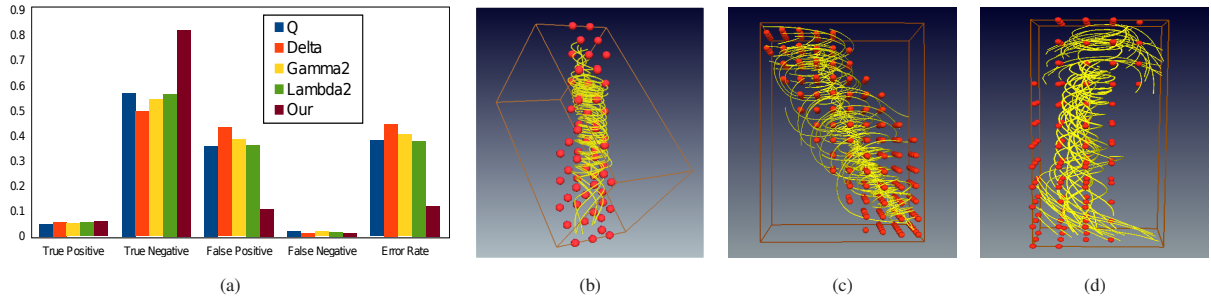 0.9
0.8
0.7
0.6
0.5
0.4
0.3
0.2
0.1
0
Q
Delta
Gamma2
Lambda2
Our
True Positive
True Negative
False Positive
False Negative
Error Rate
(a)
(b)
(c)
(d)